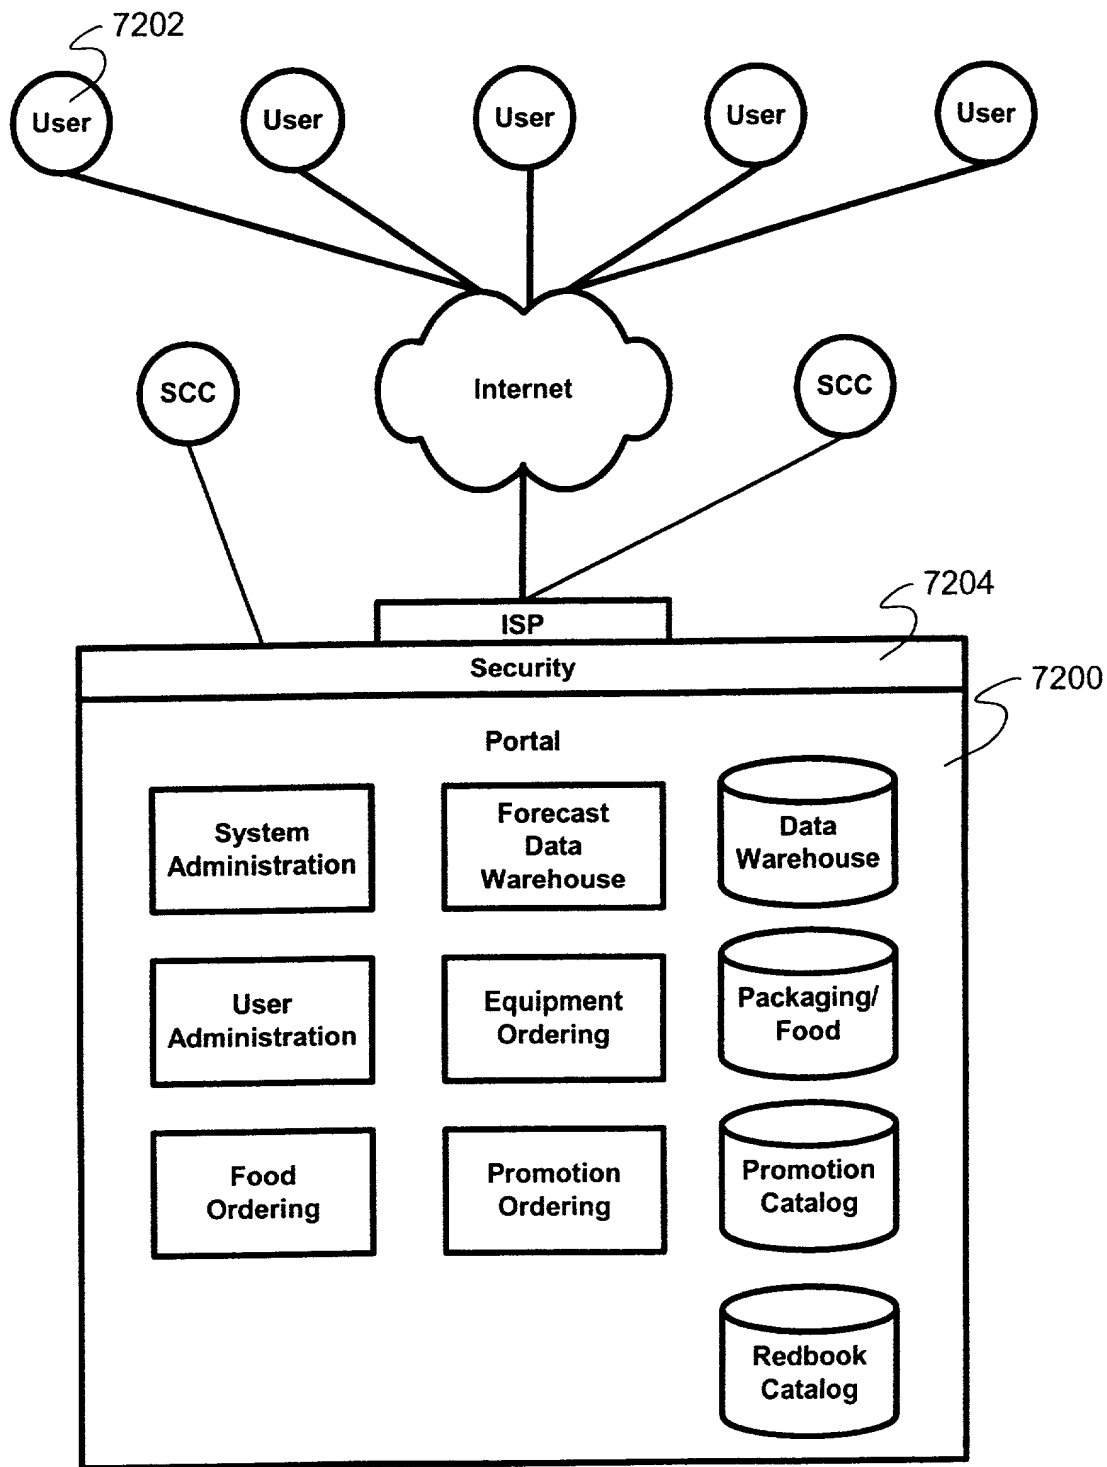 7202
User
User
User
User
User
Internet
SCC
SCC
7204
ISP
Security
7200
Portal
System
Administration
Forecast
Data
Warehouse
Data
Warehouse
User
Administration
Equipment
Ordering
Packaging/
Food
Food
Ordering
Promotion
Ordering
Promotion
Catalog
Redbook
Catalog